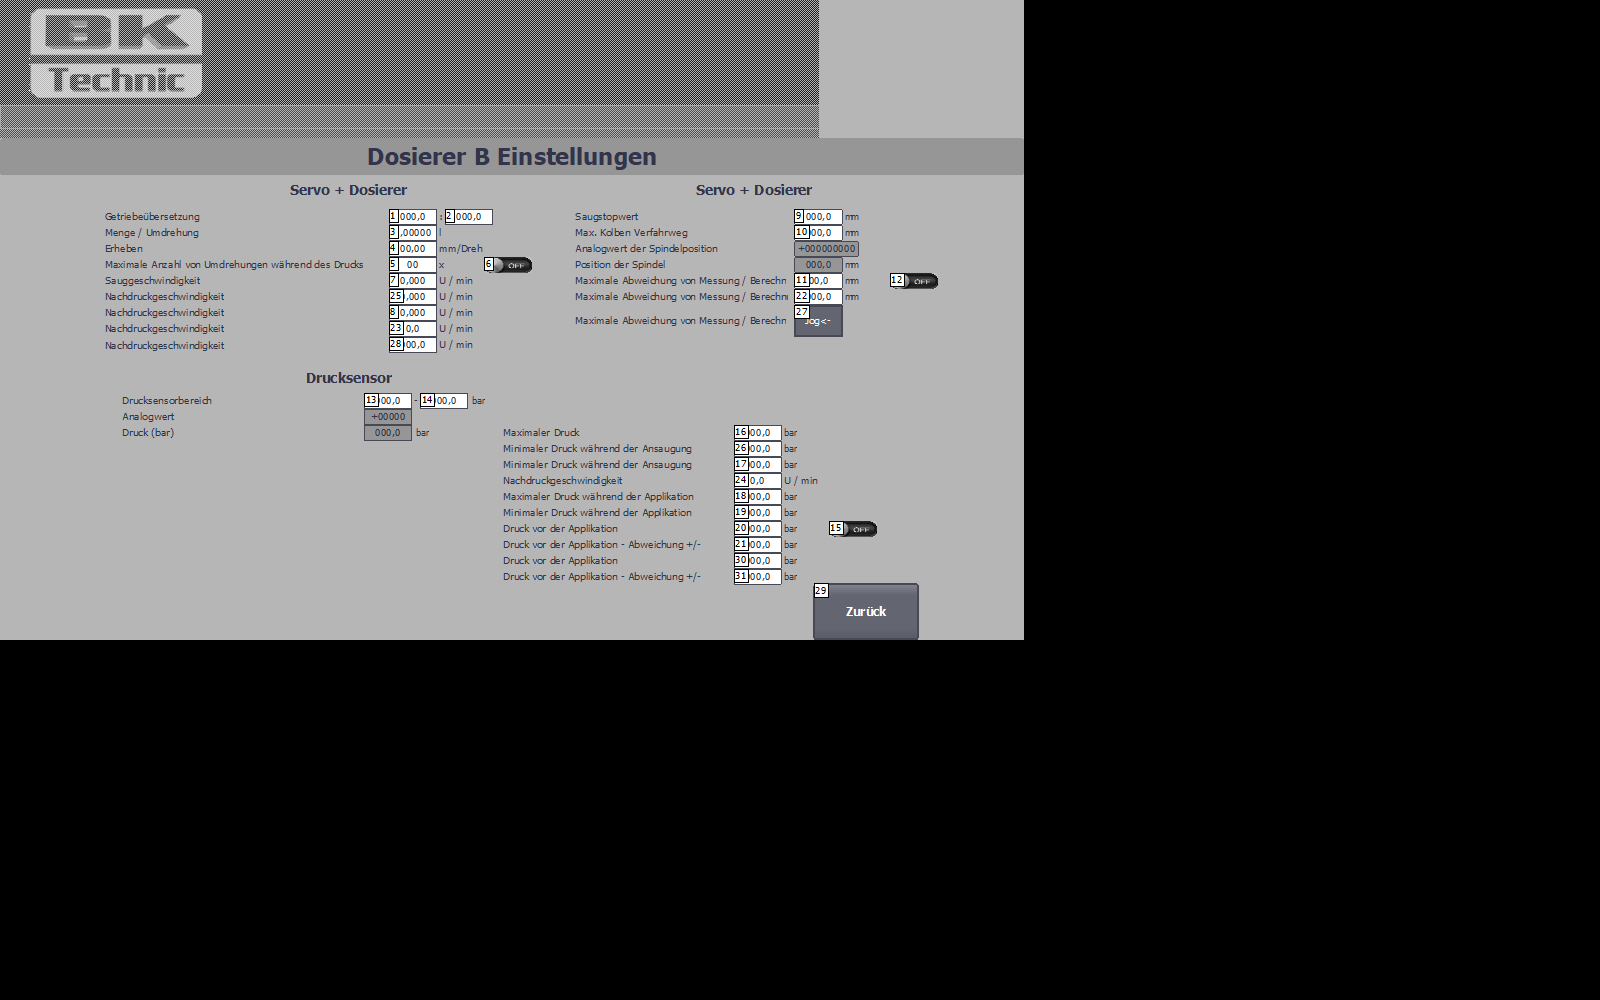 BK
Technic
Dosierer B Einstellungen
Servo + Dosierer
Getriebeübersetzung 1 000,0 : 2 000,0
Menge / Umdrehung 3 ,00000 l
Erheben 4 00,00 mm/Dreh
Maximale Anzahl von Umdrehungen während des Drucks 5 00 x 6 OFF
Sauggeschwindigkeit 7 0,000 U / min
Nachdruckgeschwindigkeit 25 ,000 U / min
Nachdruckgeschwindigkeit 8 0,000 U / min
Nachdruckgeschwindigkeit 23 0,0 U / min
Nachdruckgeschwindigkeit 28 00,0 U / min
Servo + Dosierer
Saugstopwert 9 000,0 mm
Max. Kolben Verfahrweg 10 00,0 mm
Analogwert der Spindelposition +000000000
Position der Spindel 000,0 mm
Maximale Abweichung von Messung / Berechn 11 00,0 mm 12 OFF
Maximale Abweichung von Messung / Berechn 22 00,0 mm
Maximale Abweichung von Messung / Berechn 27 Jog<-
Drucksensor
Drucksensorbereich 13 00,0 - 14 00,0 bar
Analogwert +00000
Druck (bar) 000,0 bar
Maximaler Druck 16 00,0 bar
Minimaler Druck während der Ansaugung 26 00,0 bar
Minimaler Druck während der Ansaugung 17 00,0 bar
Nachdruckgeschwindigkeit 24 0,0 U / min
Maximaler Druck während der Applikation 18 00,0 bar
Minimaler Druck während der Applikation 19 00,0 bar
Druck vor der Applikation 20 00,0 bar 15 OFF
Druck vor der Applikation - Abweichung +/- 21 00,0 bar
Druck vor der Applikation 30 00,0 bar
Druck vor der Applikation - Abweichung +/- 31 00,0 bar
29
Zurück